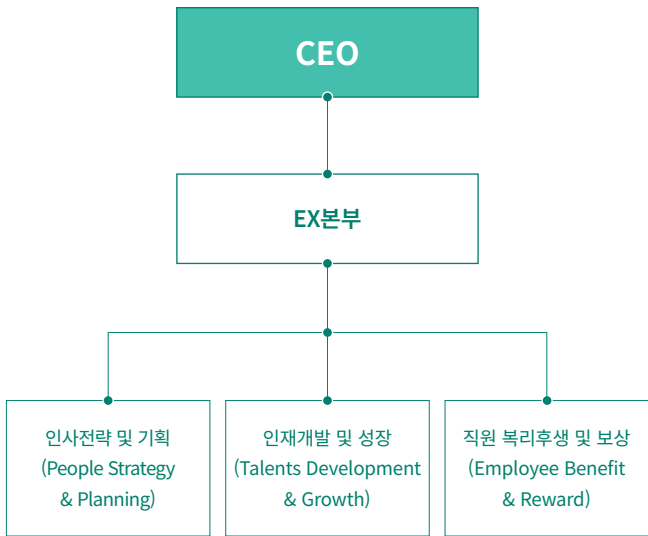 CEO
EX본부
인사전략 및 기획
(People Strategy
& Planning)
인재개발 및 성장
(Talents Development
& Growth)
직원 복리후생 및 보상
(Employee Benefit
& Reward)